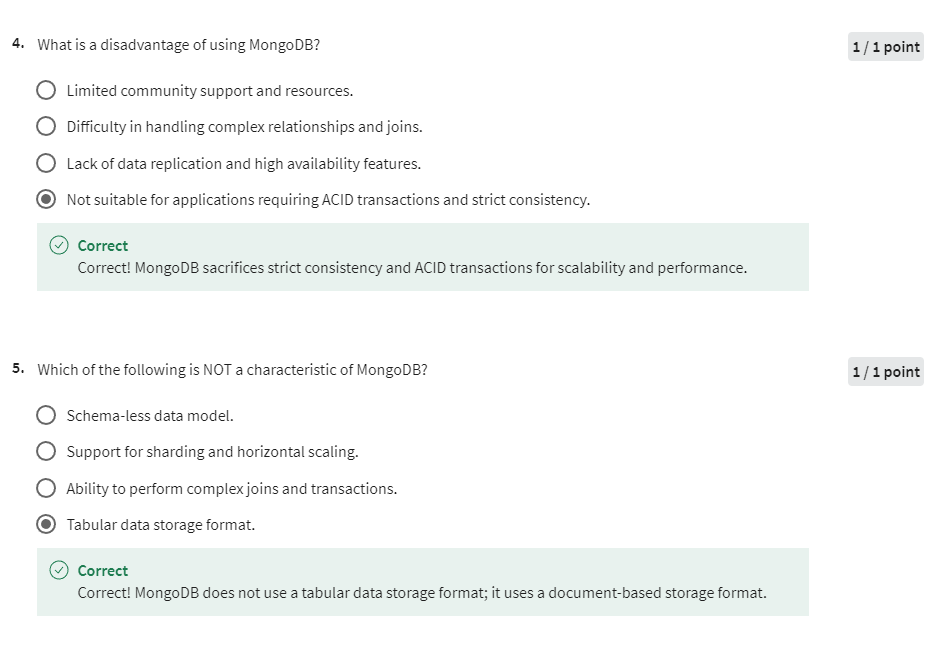 4. What is a disadvantage of using MongoDB?
1 / 1 point
Limited community support and resources.
Difficulty in handling complex relationships and joins.
Lack of data replication and high availability features.
Not suitable for applications requiring ACID transactions and strict consistency.
Correct
Correct! MongoDB sacrifices strict consistency and ACID transactions for scalability and performance.
5. Which of the following is NOT a characteristic of MongoDB?
1 / 1 point
Schema-less data model.
Support for sharding and horizontal scaling.
Ability to perform complex joins and transactions.
Tabular data storage format.
Correct
Correct! MongoDB does not use a tabular data storage format; it uses a document-based storage format.